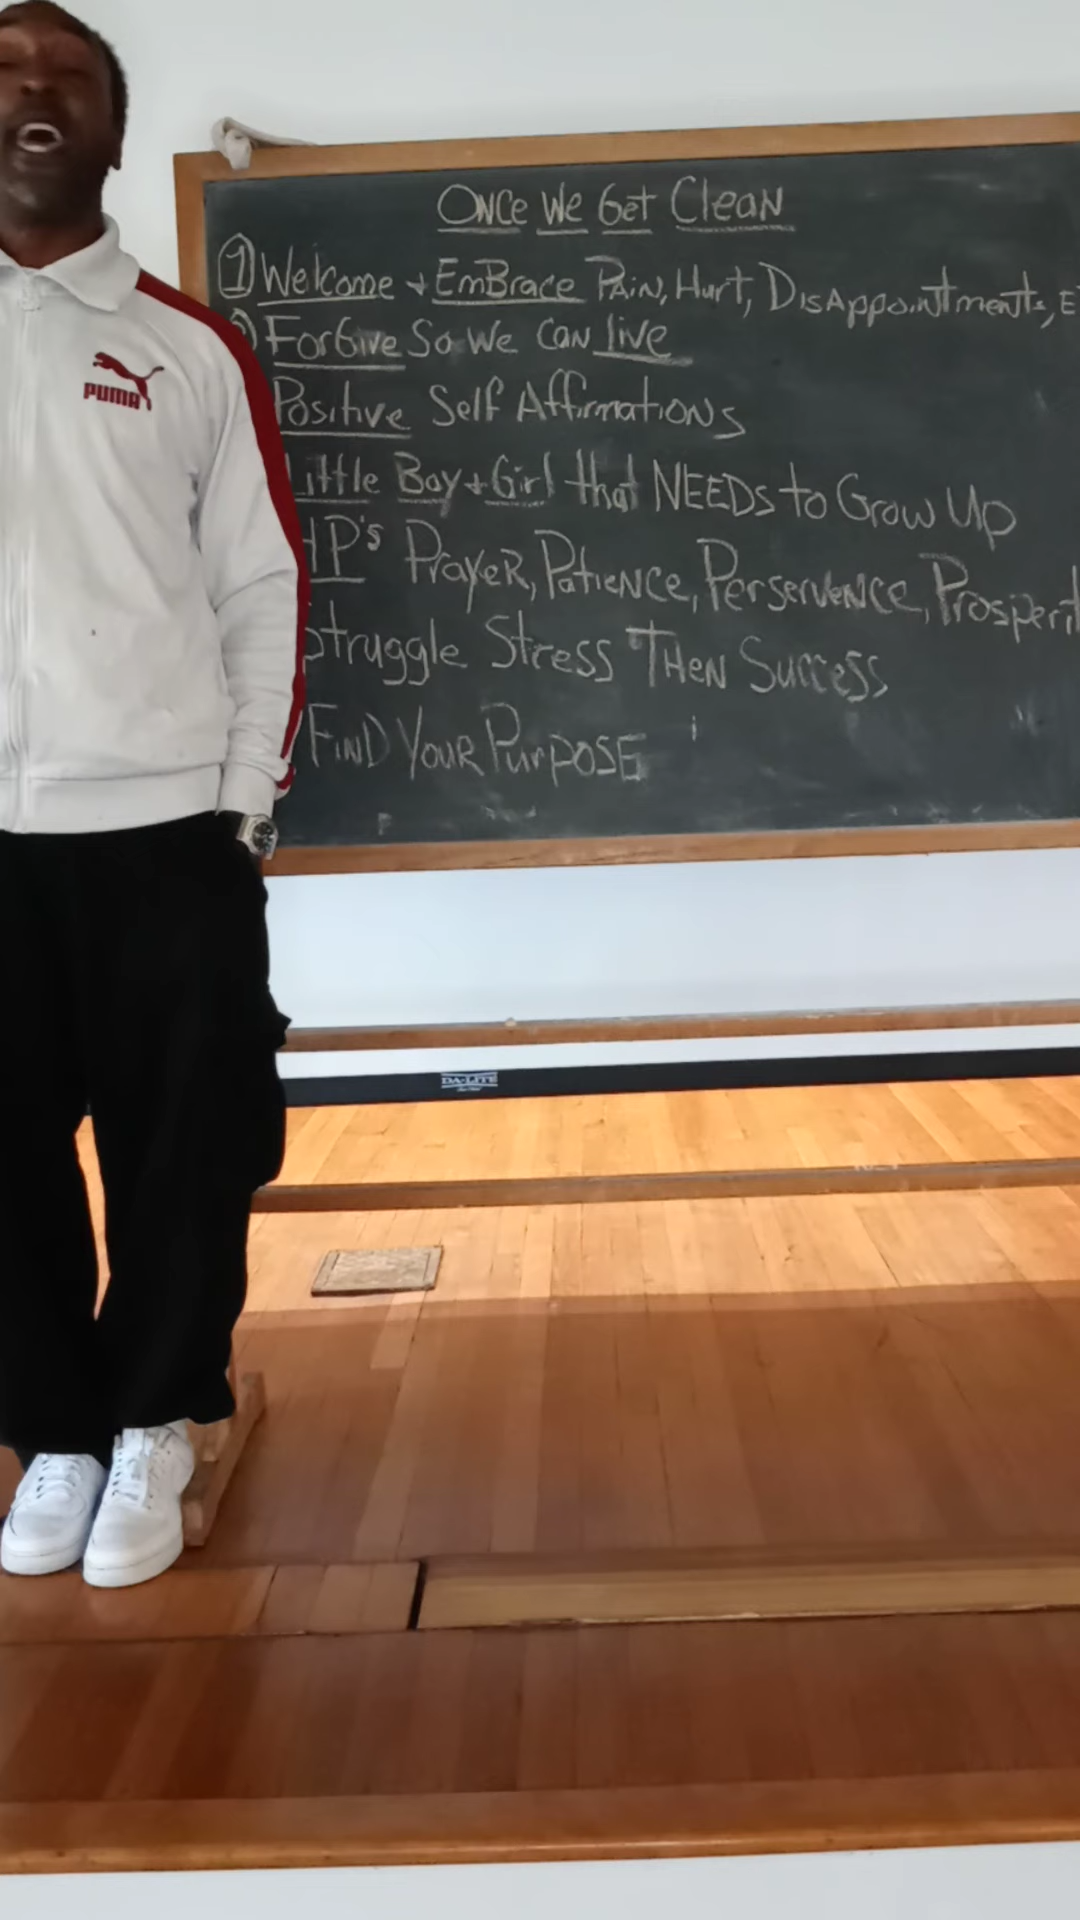 Once We Get Clean
① Welcome + EmBrace Pain, Hurt, Disappointments, E
Forgive So We Can live
Positive Self Affirmations
Little Boy + Girl that NEEDS to Grow Up
P's Prayer, Patience, Perservence, Prosperit
Struggle Stress Then Success
Find Your Purpose
PUMA
DA-LITE